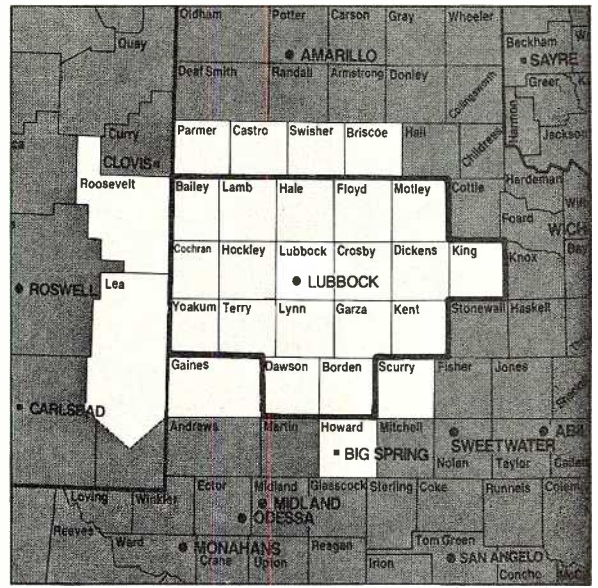 Oldham Potter Carson Gray Wheeler
Quay
AMARILLO
Beckham
SAYRE
Deaf Smith Randall Armstrong Donley Collingsworth
Greer
Harmon
Parmer Castro Swisher Briscoe Hall Childress
Jackson
Curry
CLOVIS
Roosevelt
Bailey Lamb Hale Floyd Motley Cottle
Hardeman
Foard
WICH
Cochran Hockley Lubbock Crosby Dickens King
Knox
Bay
ROSWELL
Lea
LUBBOCK
Yoakum Terry Lynn Garza Kent Stonewall Haskell
Gaines Dawson Borden Scurry Fisher Jones
CARLSBAD
Andrews Martin Howard Mitchell
ABI
SWEETWATER
BIG SPRING
Nolan Taylor
Loving Winkler Ector Midland Glasscock Sterling Coke Runnels
MIDLAND
ODESSA
Reeves Ward
MONAHANS
Crane Upton Reagan
Irion
Tom Green
SAN ANGELO
Concho